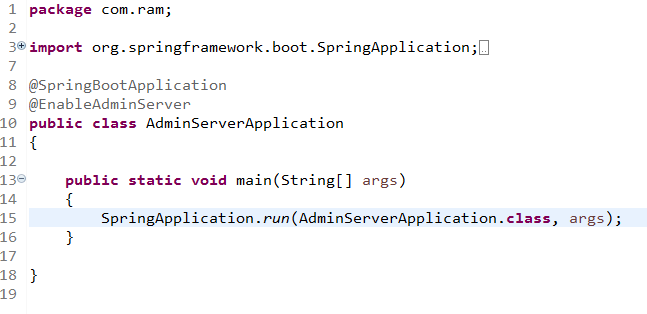 1 package com.ram;
2
3 import org.springframework.boot.SpringApplication;
7
8 @SpringBootApplication
9 @EnableAdminServer
10 public class AdminServerApplication
11 {
12
13 public static void main(String[] args)
14 {
15 SpringApplication.run(AdminServerApplication.class, args);
16 }
17
18 }
19